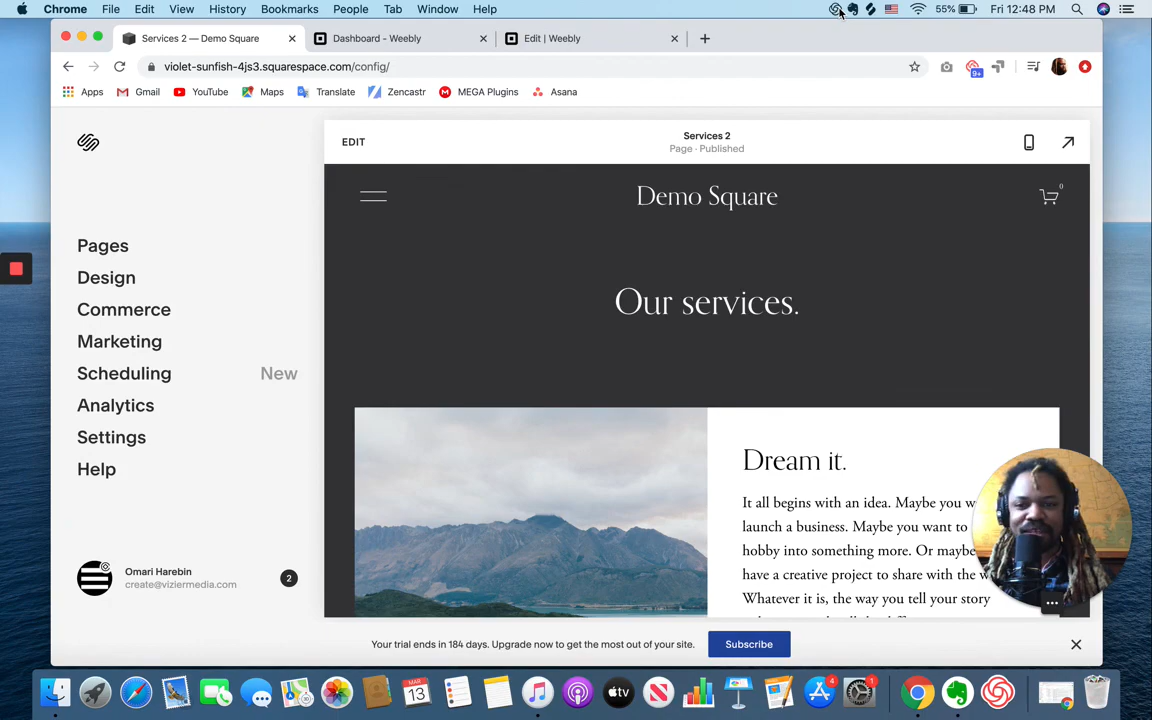 Chrome File Edit View History Bookmarks People Tab Window Help
55% Fri 12:48 PM
Services 2 — Demo Square
Dashboard - Weebly
Edit | Weebly
violet-sunfish-4js3.squarespace.com/config/
9+
Apps Gmail YouTube Maps Translate Zencastr MEGA Plugins Asana
EDIT
Services 2
Page · Published
Demo Square
0
Our services.
Pages
Design
Commerce
Marketing
Scheduling New
Analytics
Settings
Help
Dream it.
It all begins with an idea. Maybe you w
launch a business. Maybe you want to
hobby into something more. Or maybe
have a creative project to share with the w
Whatever it is, the way you tell your story
Omari Harebin
create@viziermedia.com
2
Your trial ends in 184 days. Upgrade now to get the most out of your site.
Subscribe
MAR
13
tv
4
1